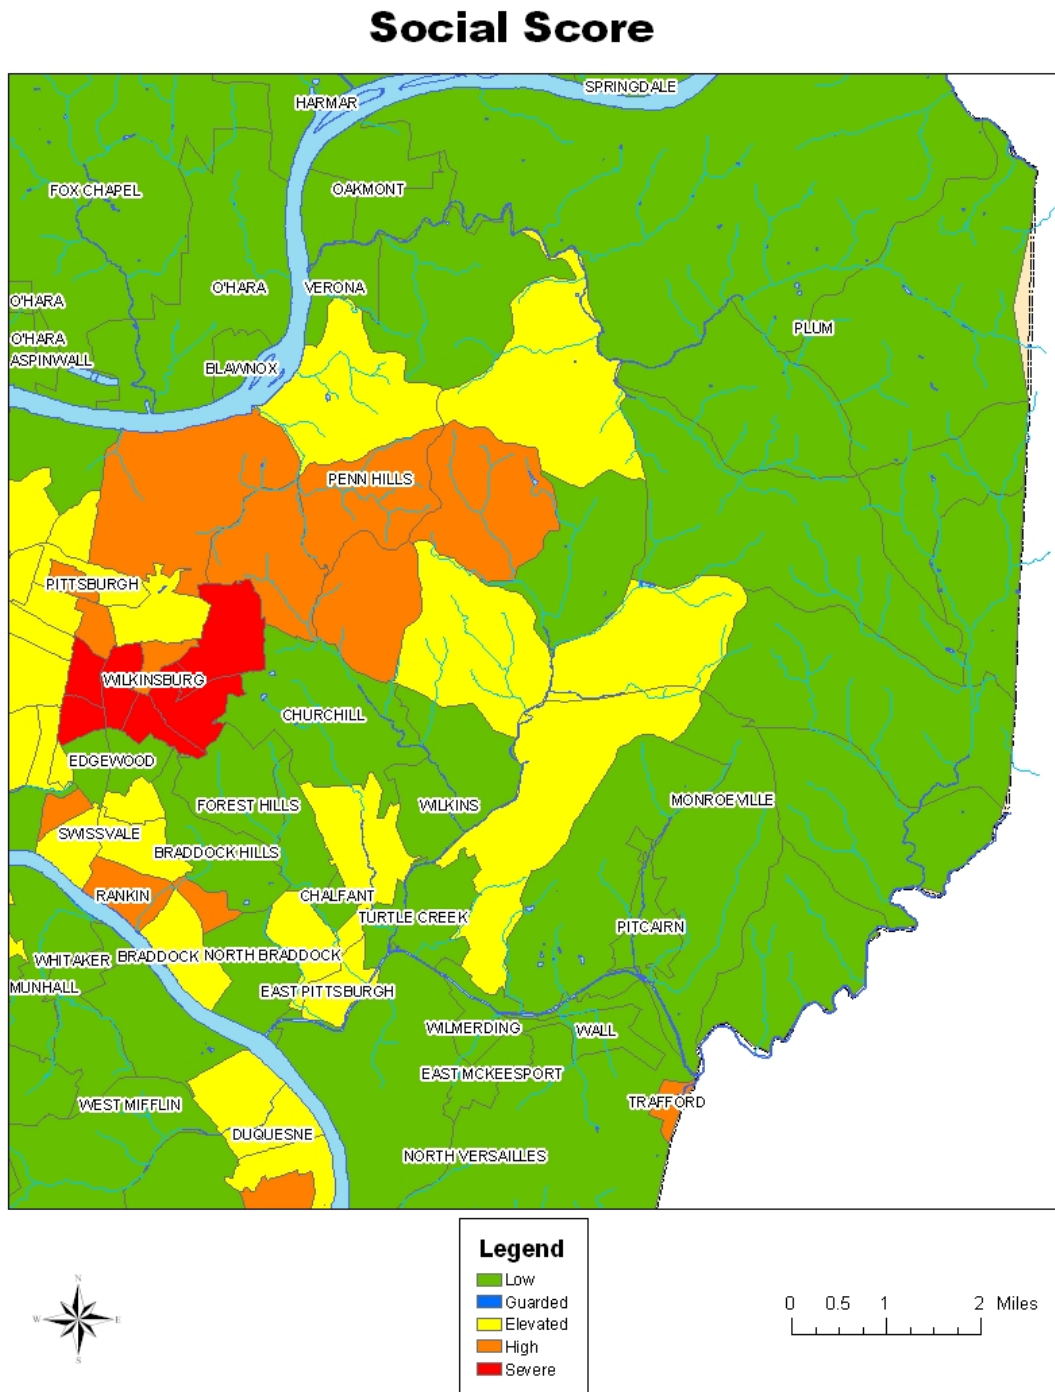 Social Score
SPRINGDALE
HARMAR
FOX CHAPEL
OAKMONT
O'HARA
VERONA
O'HARA
PLUM
O'HARA
ASPINWALL
BLAWNOX
PENN HILLS
PITTSBURGH
WILKINSBURG
CHURCHILL
EDGEWOOD
FOREST HILLS
WILKINS
MONROEVILLE
SWISSVALE
BRADDOCK HILLS
RANKIN
CHALFANT
TURTLE CREEK
PITCAIRN
WHITAKER
BRADDOCK
NORTH BRADDOCK
MUNHALL
EAST PITTSBURGH
WILMERDING
WALL
EAST MCKEESPORT
WEST MIFFLIN
TRAFFORD
DUQUESNE
NORTH VERSAILLES
Legend
Low
Guarded
Elevated
High
Severe
N
W
E
S
0 0.5 1 2 Miles